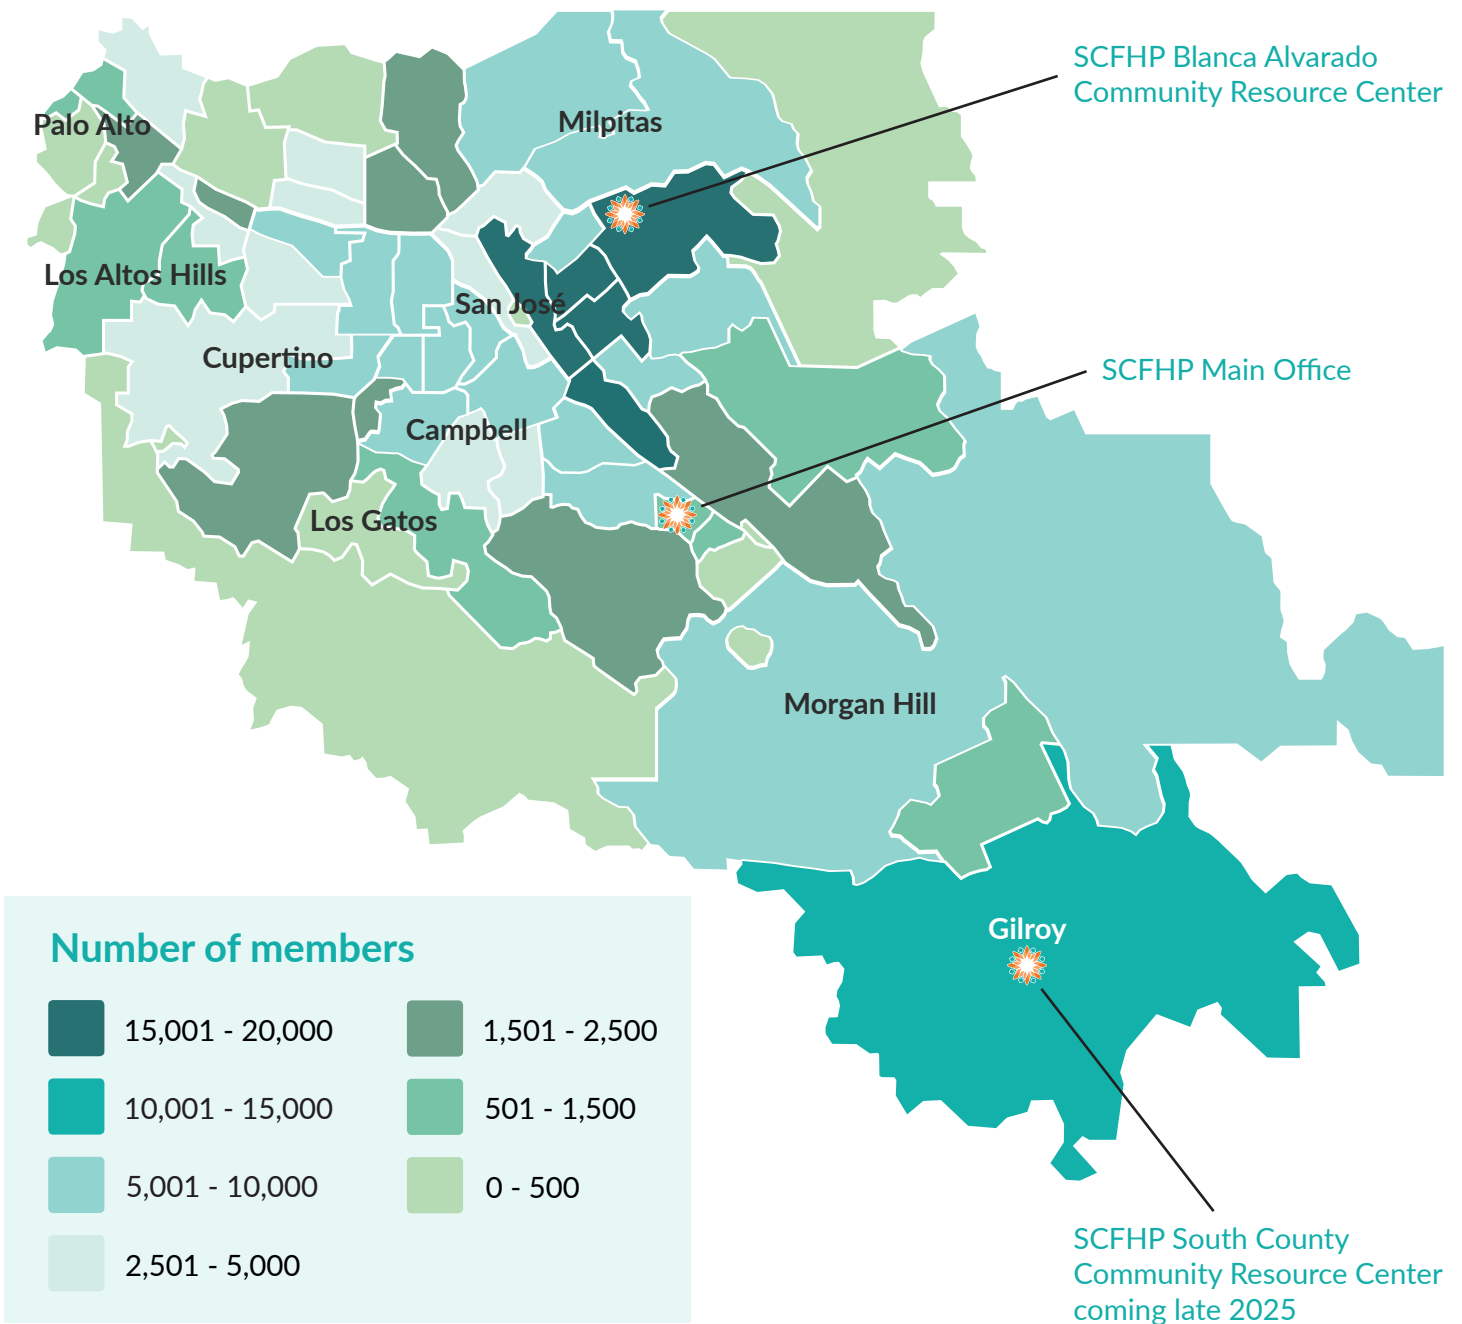 SCFHP Blanca Alvarado
Community Resource Center
Palo Alto
Milpitas
Los Altos Hills
San José
Cupertino
SCFHP Main Office
Campbell
Los Gatos
Morgan Hill
Gilroy
Number of members
15,001 - 20,000
10,001 - 15,000
5,001 - 10,000
2,501 - 5,000
1,501 - 2,500
501 - 1,500
0 - 500
SCFHP South County
Community Resource Center
coming late 2025